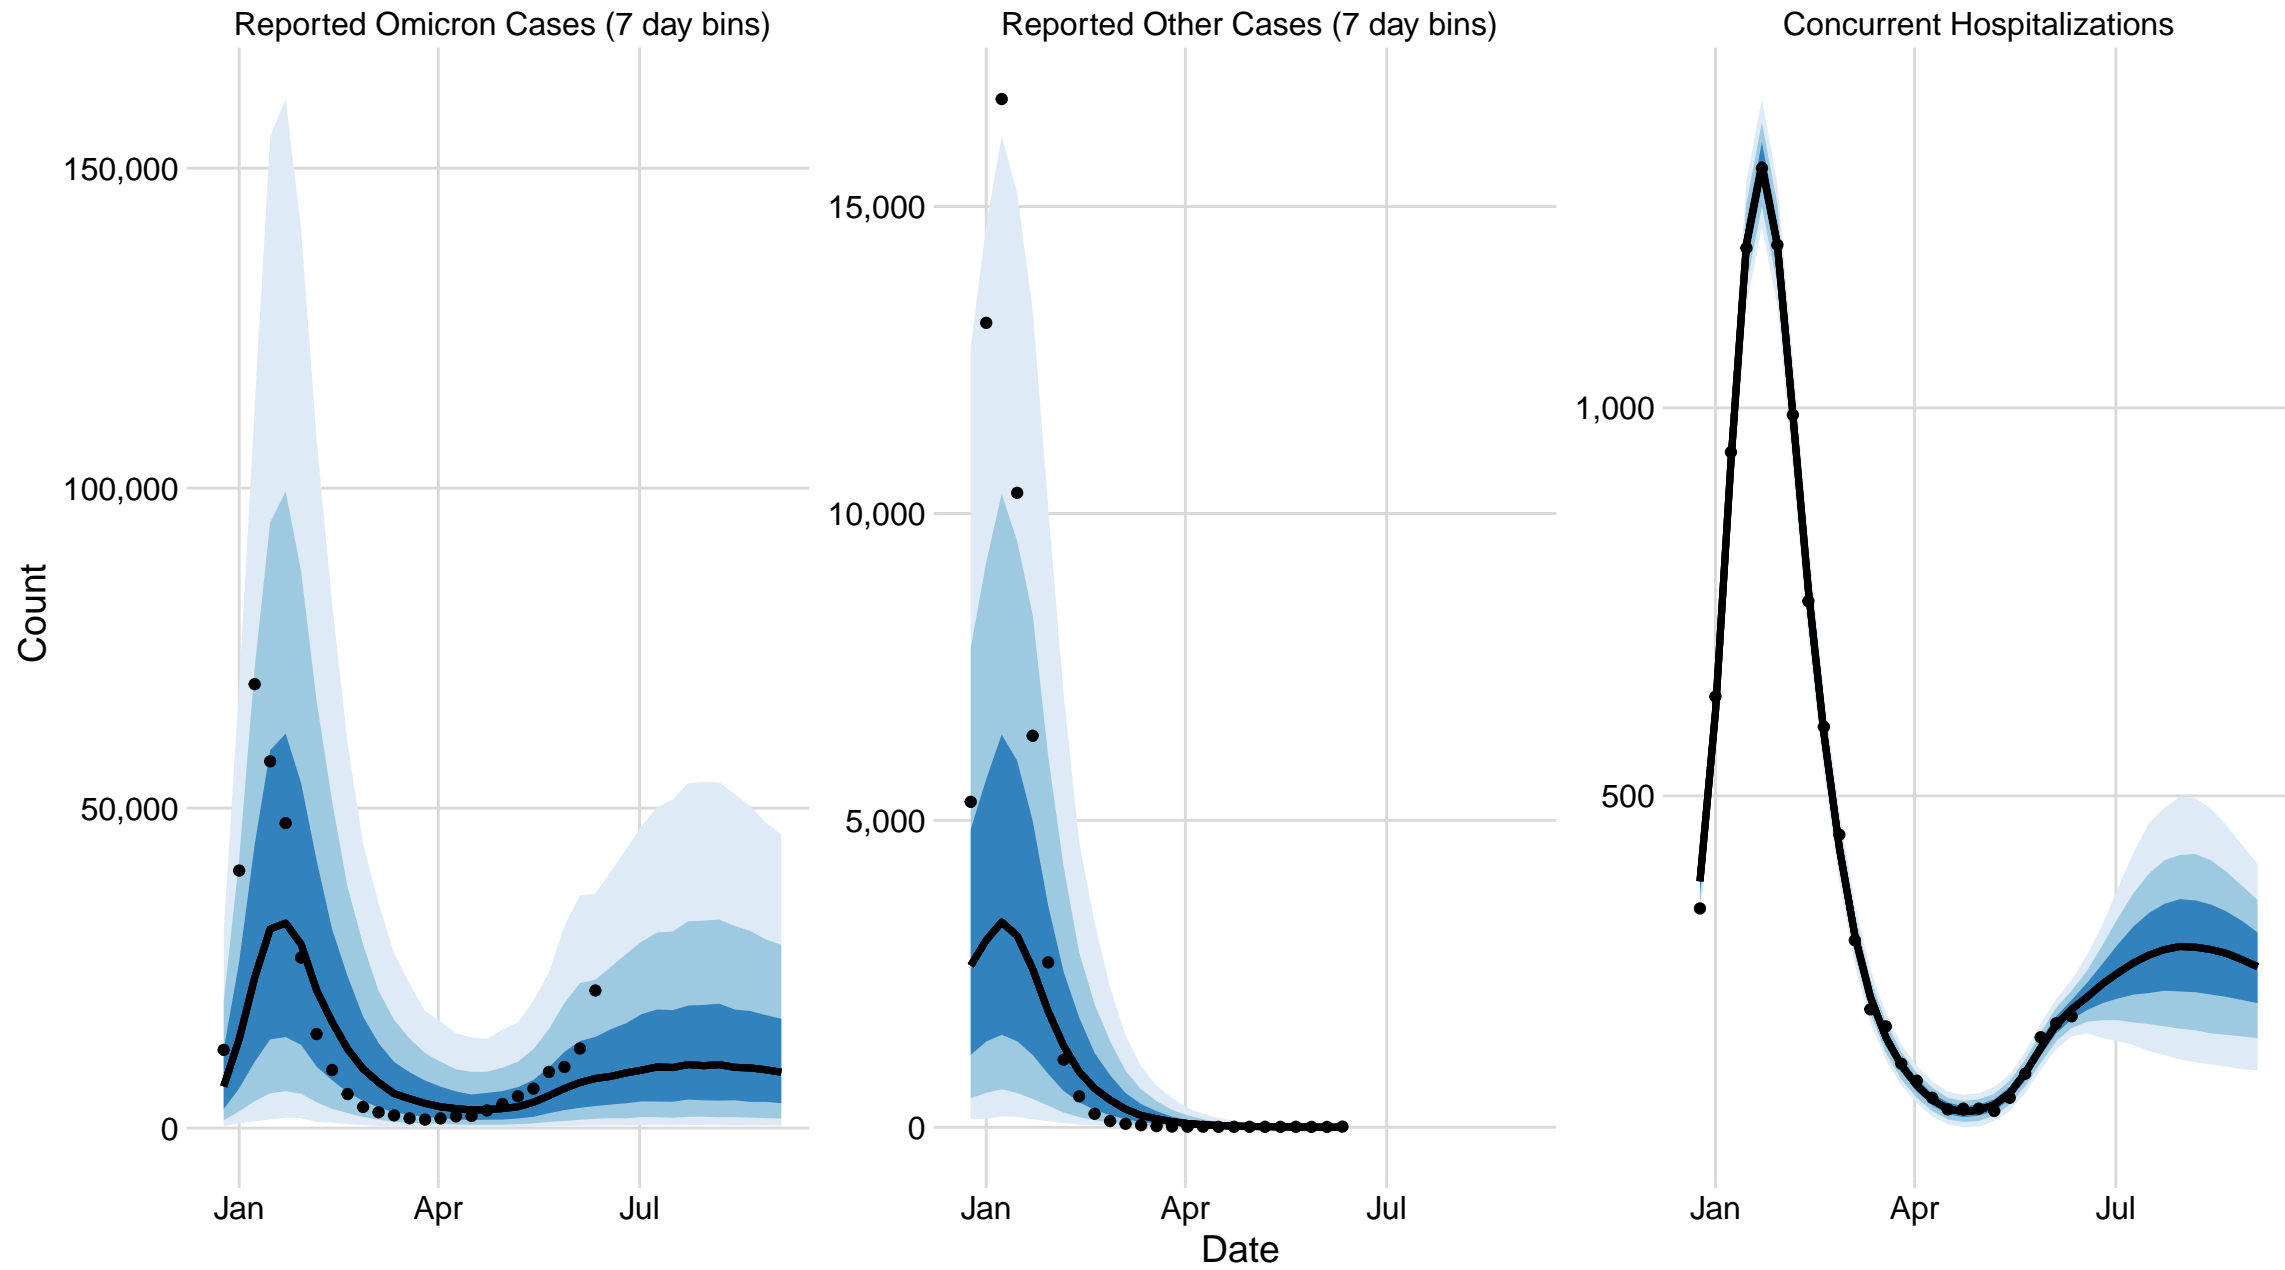 Reported Omicron Cases (7 day bins)
Reported Other Cases (7 day bins)
Concurrent Hospitalizations
Count
150,000
100,000
50,000
0
15,000
10,000
5,000
0
1,000
500
Jan Apr Jul
Jan Apr Jul
Jan Apr Jul
Date